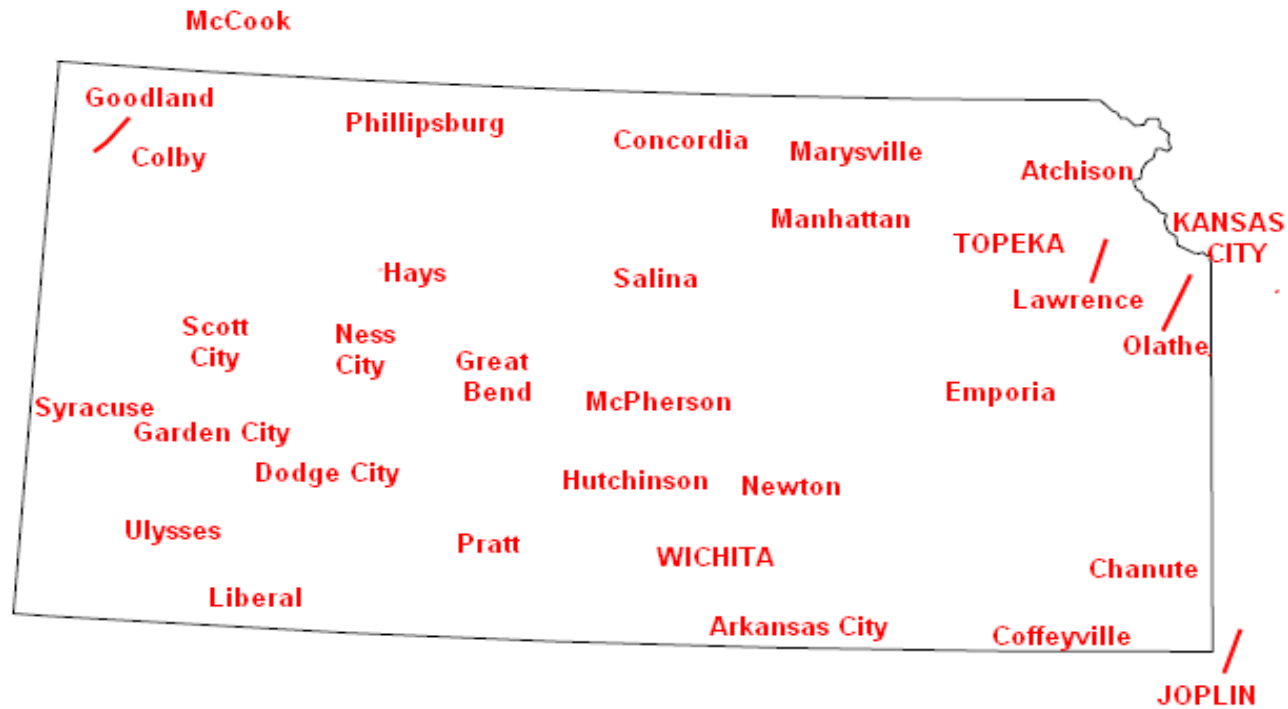 McCook
Goodland
Phillipsburg
Concordia
Marysville
Colby
Atchison
Manhattan
KANSAS
CITY
TOPEKA
Hays
Salina
Lawrence
Scott
City
Ness
City
Olathe
Great
Bend
McPherson
Emporia
Syracuse
Garden City
Dodge City
Hutchinson
Newton
Ulysses
Pratt
WICHITA
Chanute
Liberal
Arkansas City
Coffeyville
JOPLIN